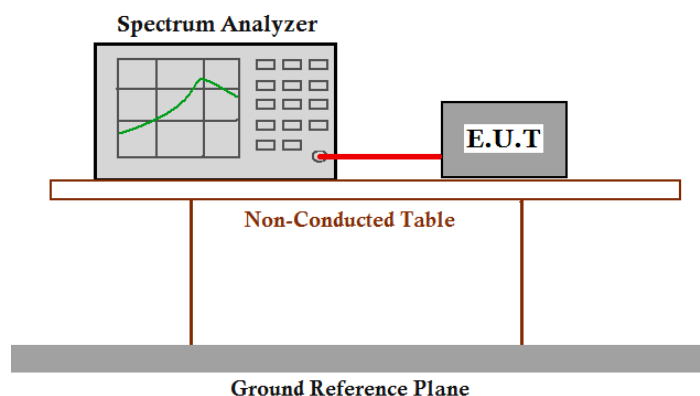 Spectrum Analyzer
E.U.T
Non-Conducted Table
Ground Reference Plane